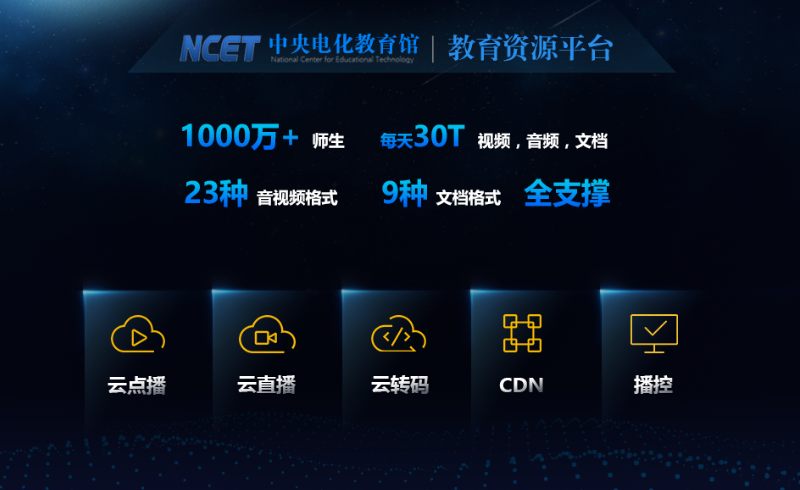 NCET 中央电化教育馆 | 教育资源平台
National Center for Educational Technology
1000万+ 师生 每天30T 视频，音频，文档
23种 音视频格式 9种 文档格式 全支撑
云点播 云直播 云转码 CDN 播控